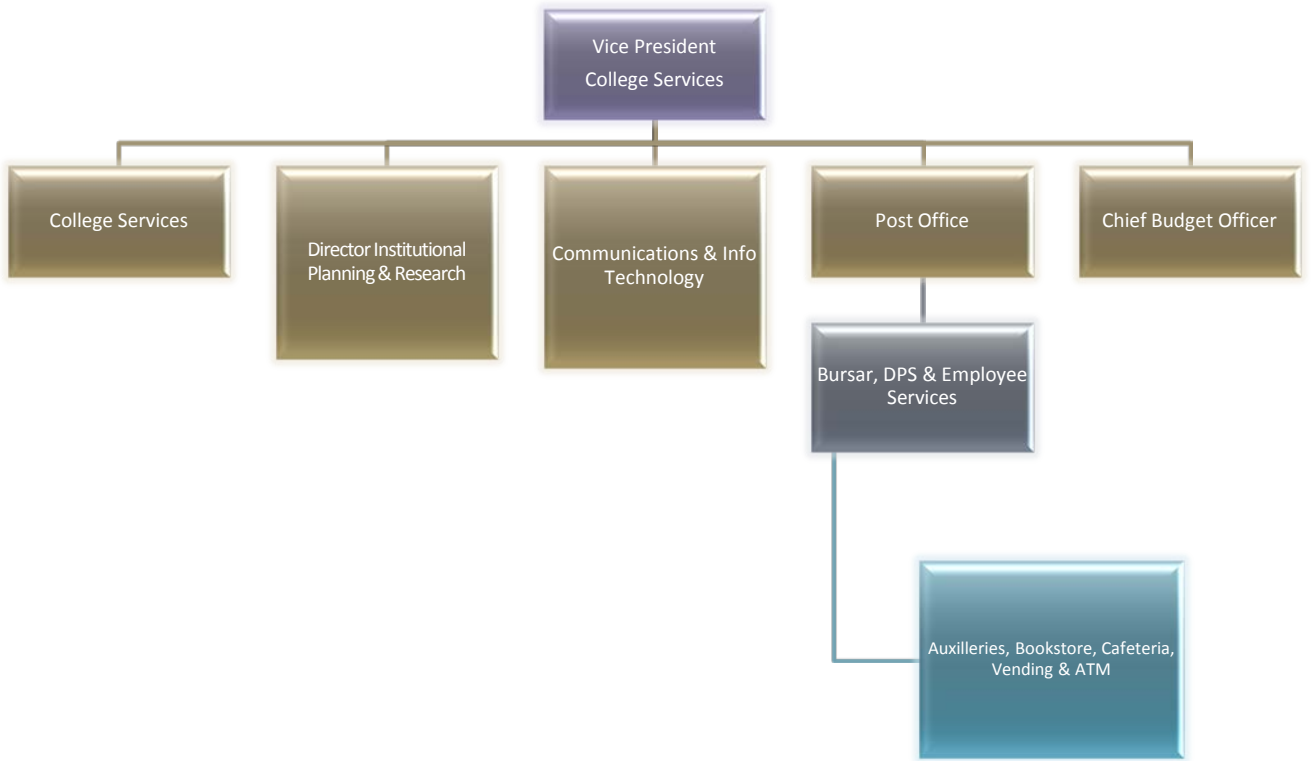 Vice President
College Services
College Services
Director Institutional
Planning & Research
Communications & Info
Technology
Post Office
Chief Budget Officer
Bursar, DPS & Employee
Services
Auxilleries, Bookstore, Cafeteria,
Vending & ATM